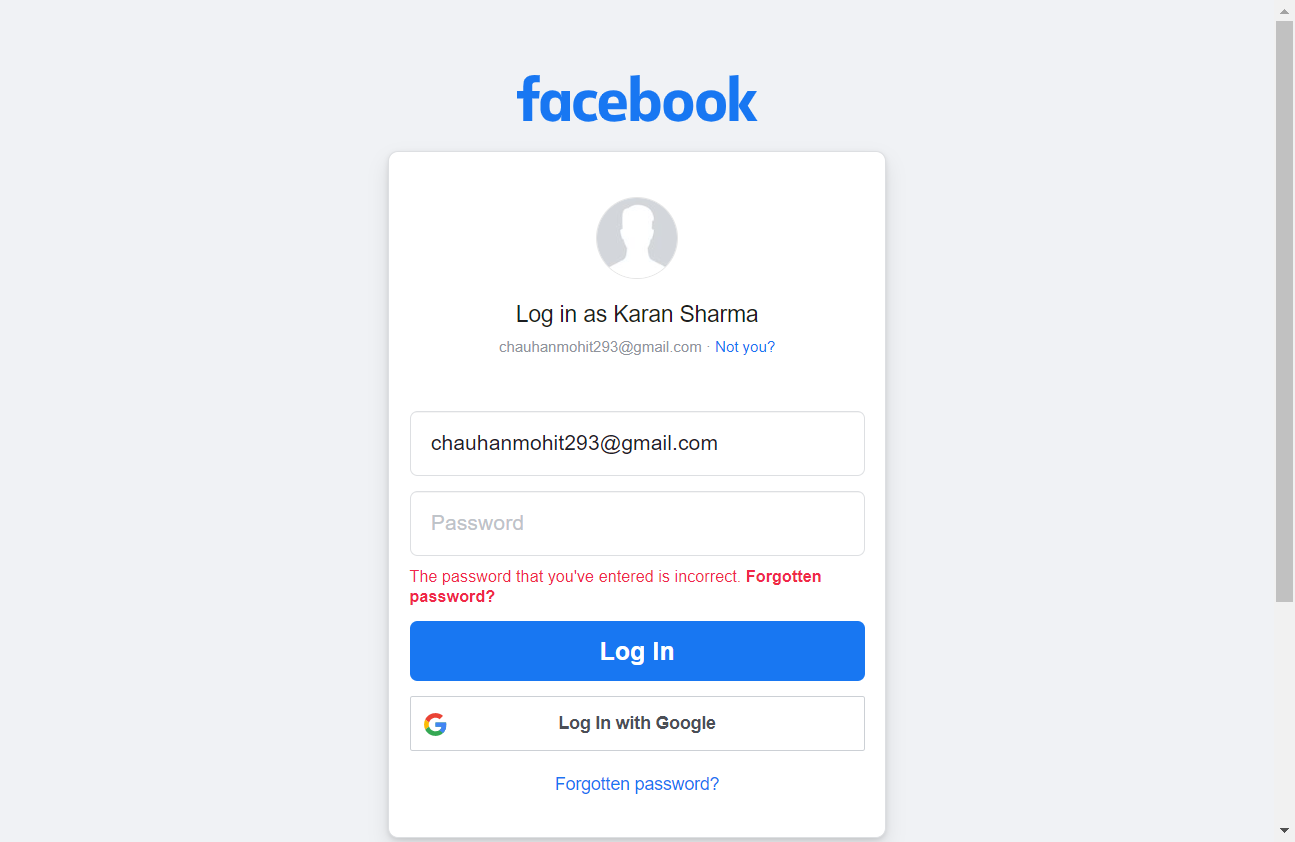 facebook
Log in as Karan Sharma
chauhanmohit293@gmail.com · Not you?
chauhanmohit293@gmail.com
Password
The password that you've entered is incorrect. Forgotten
password?
Log In
Log In with Google
Forgotten password?